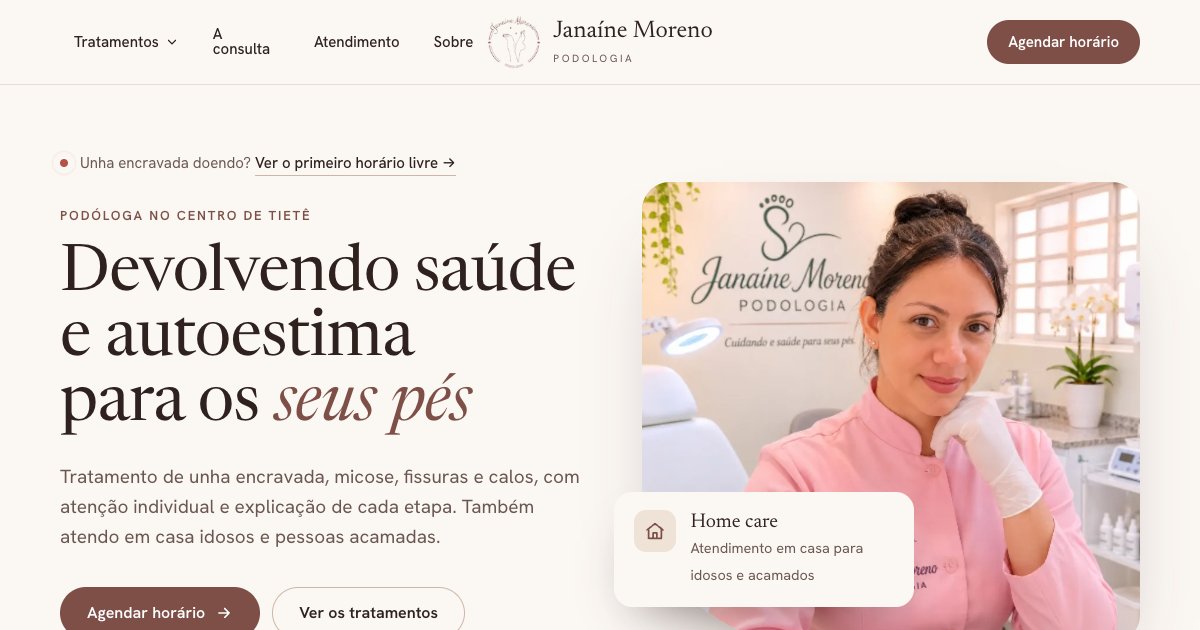 Tratamentos
A
consulta
Atendimento
Sobre
Janaíne Moreno
PODOLOGIA
Agendar horário
Unha encravada doendo? Ver o primeiro horário livre →
PODÓLOGA NO CENTRO DE TIETÊ
Devolvendo saúde
e autoestima
para os seus pés
Tratamento de unha encravada, micose, fissuras e calos, com
atenção individual e explicação de cada etapa. Também
atendo em casa idosos e pessoas acamadas.
Agendar horário →
Ver os tratamentos
Janaíne Moreno
PODOLOGIA
Cuidando e saúde para seus pés.
Home care
Atendimento em casa para
idosos e acamados